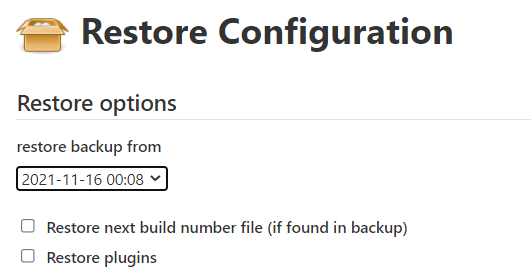 Restore Configuration
Restore options
restore backup from
2021-11-16 00:08
Restore next build number file (if found in backup)
Restore plugins